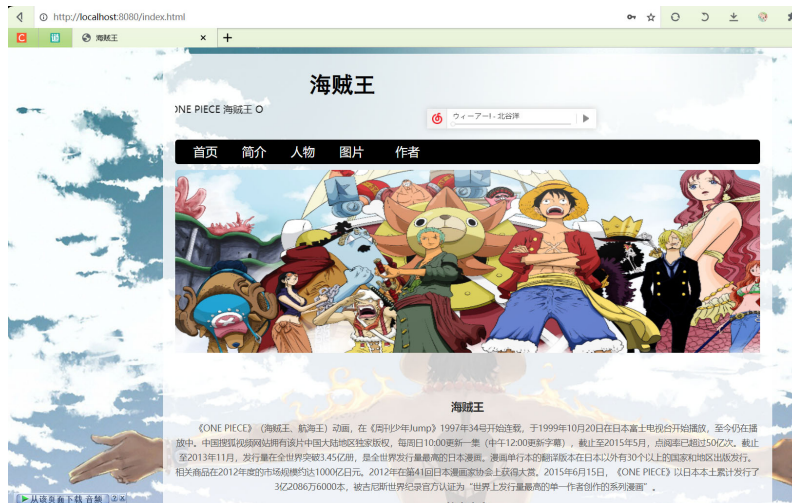 http://localhost:8080/index.html
海贼王
海贼王
ONE PIECE 海贼王 O
ウィーアー! - 北谷洋
首页 简介 人物 图片 作者
海贼王
《ONE PIECE》（海贼王、航海王）动画，在《周刊少年Jump》1997年34号开始连载，于1999年10月20日在日本富士电视台开始播放，至今仍在播
放中。中国搜狐视频网站拥有该片中国大陆地区独家版权，每周日10:00更新一集（中午12:00更新字幕），截止至2015年5月，点阅率已超过50亿次。截止
至2013年11月，发行量在全世界突破3.45亿册，是全世界发行量最高的日本漫画。漫画单行本的翻译版本在日本以外有30个以上的国家和地区出版发行。
相关商品在2012年度的市场规模约达1000亿日元。2012年在第41回日本漫画家协会上获得大赏。2015年6月15日，《ONE PIECE》以日本本土累计发行了
3亿2086万6000本，被吉尼斯世界纪录官方认证为“世界上发行量最高的单一作者创作的系列漫画”。
从该页面下载 音频